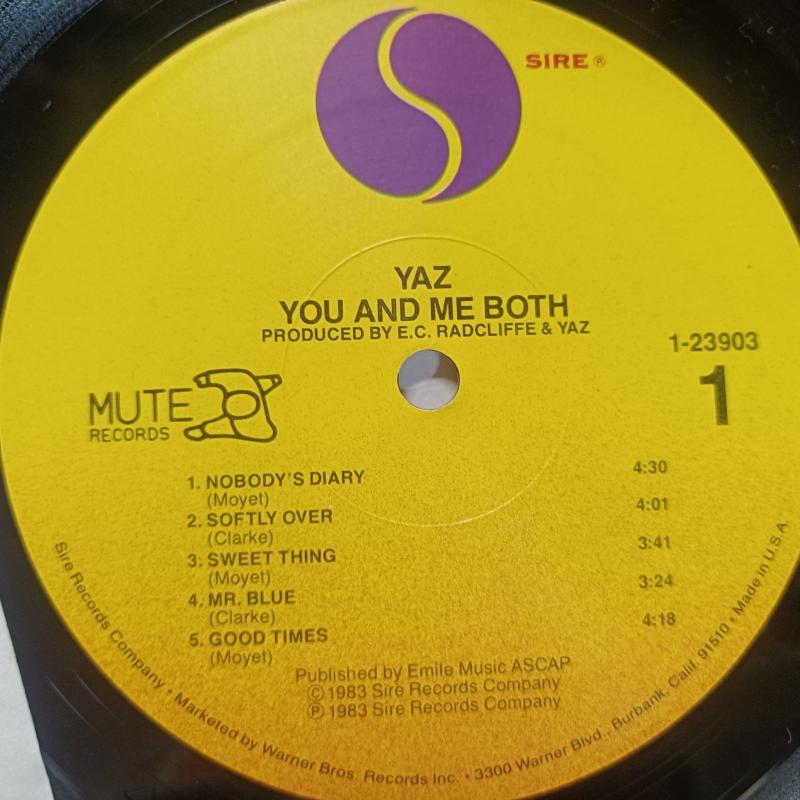 SIRE ®
YAZ
YOU AND ME BOTH
PRODUCED BY E.C. RADCLIFFE & YAZ
1-23903
1
MUTE
RECORDS
1. NOBODY'S DIARY 4:30
(Moyet)
2. SOFTLY OVER 4:01
(Clarke)
3. SWEET THING 3:41
(Moyet)
4. MR. BLUE 3:24
(Clarke)
5. GOOD TIMES 4:18
(Moyet)
Published by Emile Music ASCAP
© 1983 Sire Records Company
℗ 1983 Sire Records Company
Sire Records Company • Marketed by Warner Bros. Records Inc. • 3300 Warner Blvd., Burbank, Calif. 91510 • Made in U.S.A.